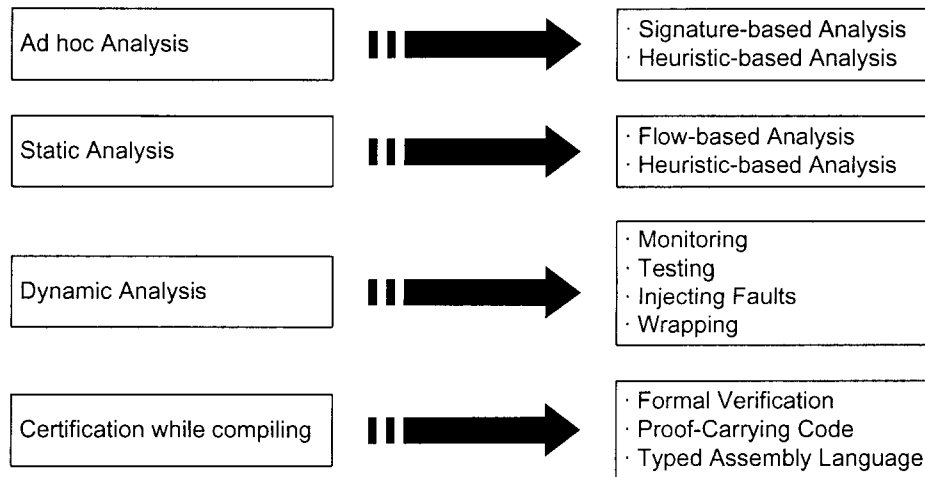 Ad hoc Analysis
· Signature-based Analysis
· Heuristic-based Analysis
Static Analysis
· Flow-based Analysis
· Heuristic-based Analysis
Dynamic Analysis
· Monitoring
· Testing
· Injecting Faults
· Wrapping
Certification while compiling
· Formal Verification
· Proof-Carrying Code
· Typed Assembly Language